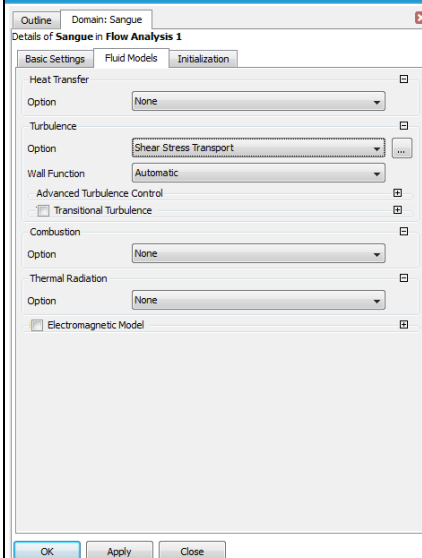 Outline Domain: Sangue
Details of Sangue in Flow Analysis 1
Basic Settings Fluid Models Initialization
Heat Transfer
Option None
Turbulence
Option Shear Stress Transport ...
Wall Function Automatic
Advanced Turbulence Control
Transitional Turbulence
Combustion
Option None
Thermal Radiation
Option None
Electromagnetic Model
OK Apply Close